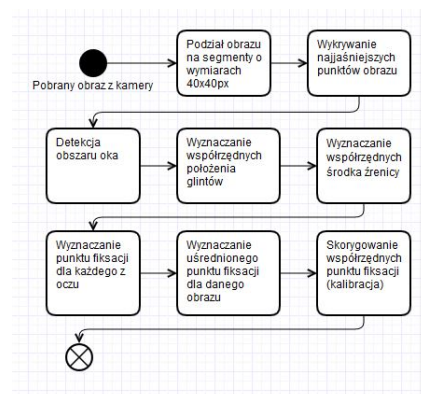 Pobrany obraz z kamery
Podział obrazu
na segmenty o
wymiarach
40x40px
Wykrywanie
najjaśniejszych
punktów obrazu
Detekcja
obszaru oka
Wyznaczanie
współrzędnych
położenia
glintów
Wyznaczanie
współrzędnych
środka źrenicy
Wyznaczanie
punktu fiksacji
dla każdego z
oczu
Wyznaczanie
uśrednionego
punktu fiksacji
dla danego
obrazu
Skorygowanie
współrzędnych
punktu fiksacji
(kalibracja)